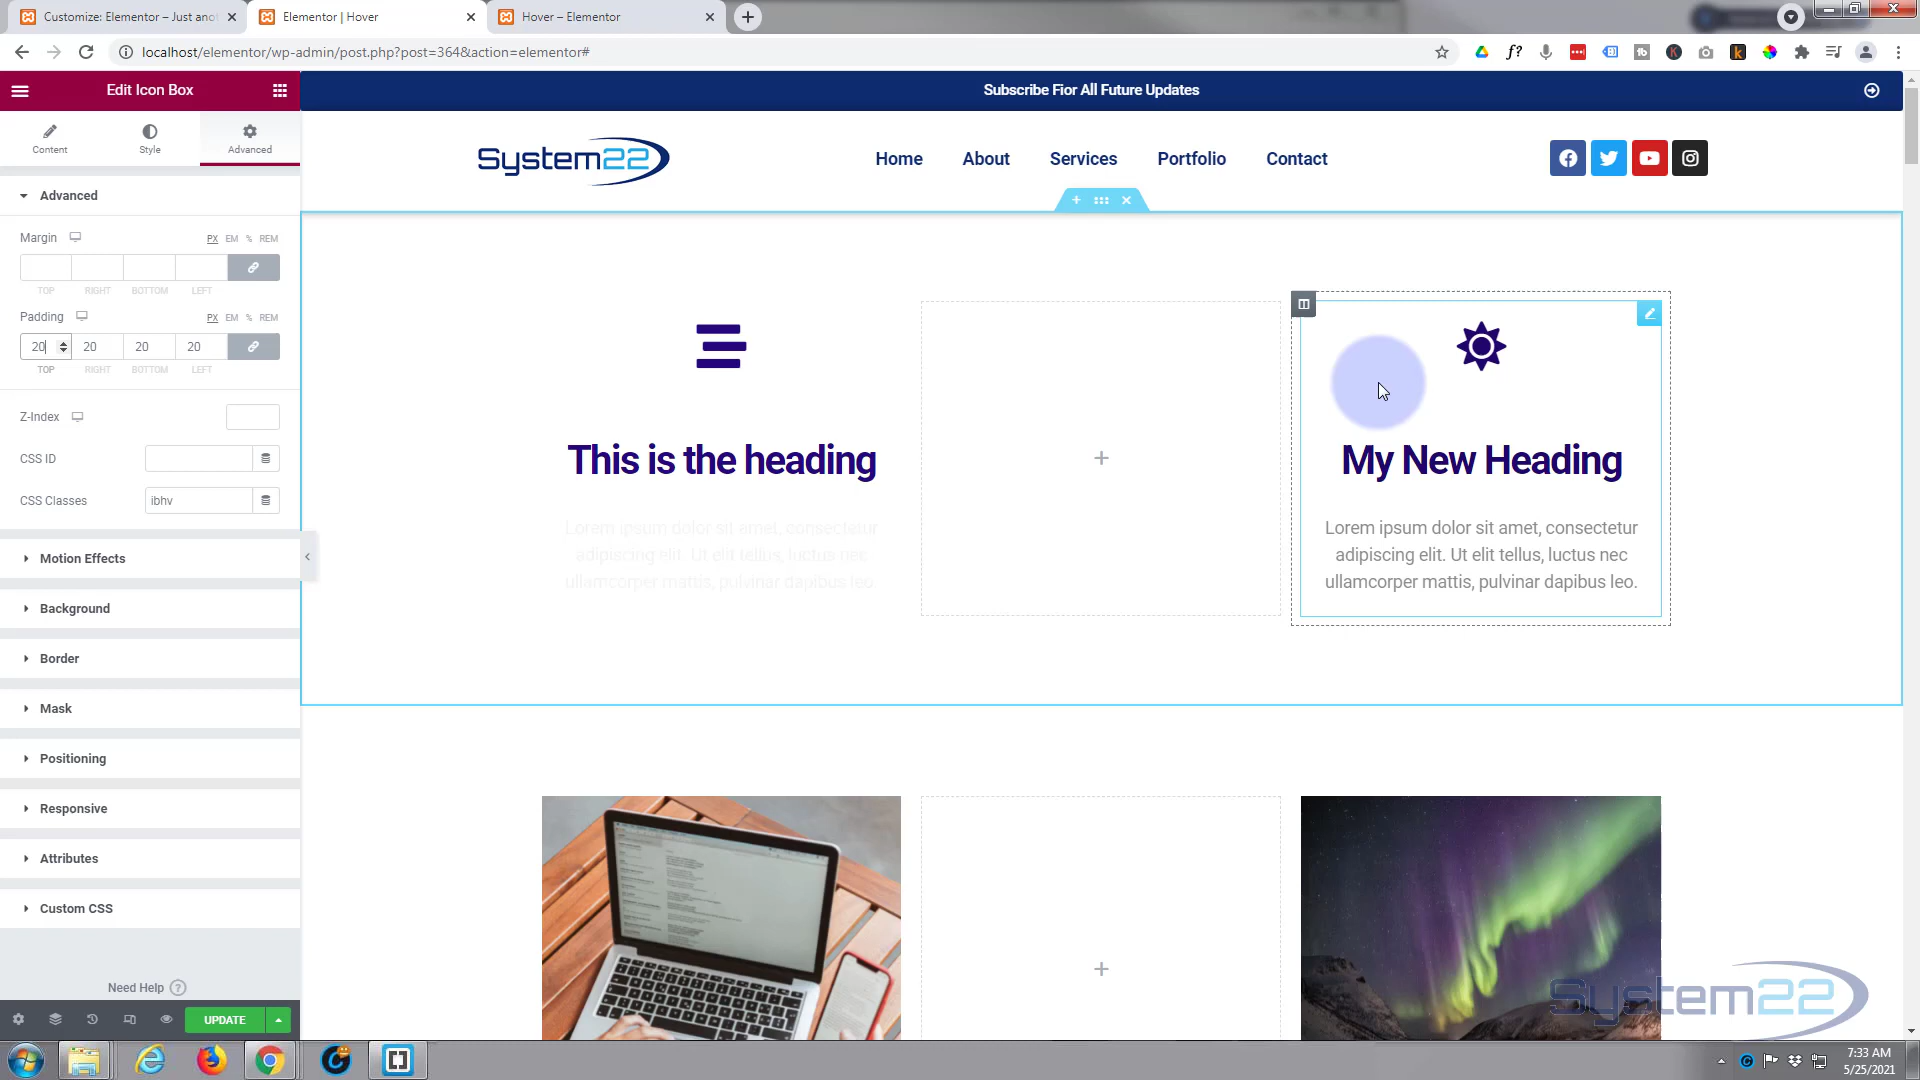 Customize: Elementor – Just anot
Elementor | Hover
Hover – Elementor
localhost/elementor/wp-admin/post.php?post=364&action=elementor#
Edit Icon Box
Subscribe Fior All Future Updates
Content
Style
Advanced
System22
Home
About
Services
Portfolio
Contact
Advanced
Margin
PX EM % REM
TOP RIGHT BOTTOM LEFT
Padding
PX EM % REM
20 20 20 20
TOP RIGHT BOTTOM LEFT
Z-Index
CSS ID
CSS Classes
ibhv
Motion Effects
Background
Border
Mask
Positioning
Responsive
Attributes
Custom CSS
Need Help ?
UPDATE
This is the heading
Lorem ipsum dolor sit amet, consectetur
adipiscing elit. Ut elit tellus, luctus nec
ullamcorper mattis, pulvinar dapibus leo.
My New Heading
Lorem ipsum dolor sit amet, consectetur
adipiscing elit. Ut elit tellus, luctus nec
ullamcorper mattis, pulvinar dapibus leo.
System22
7:33 AM
5/25/2021